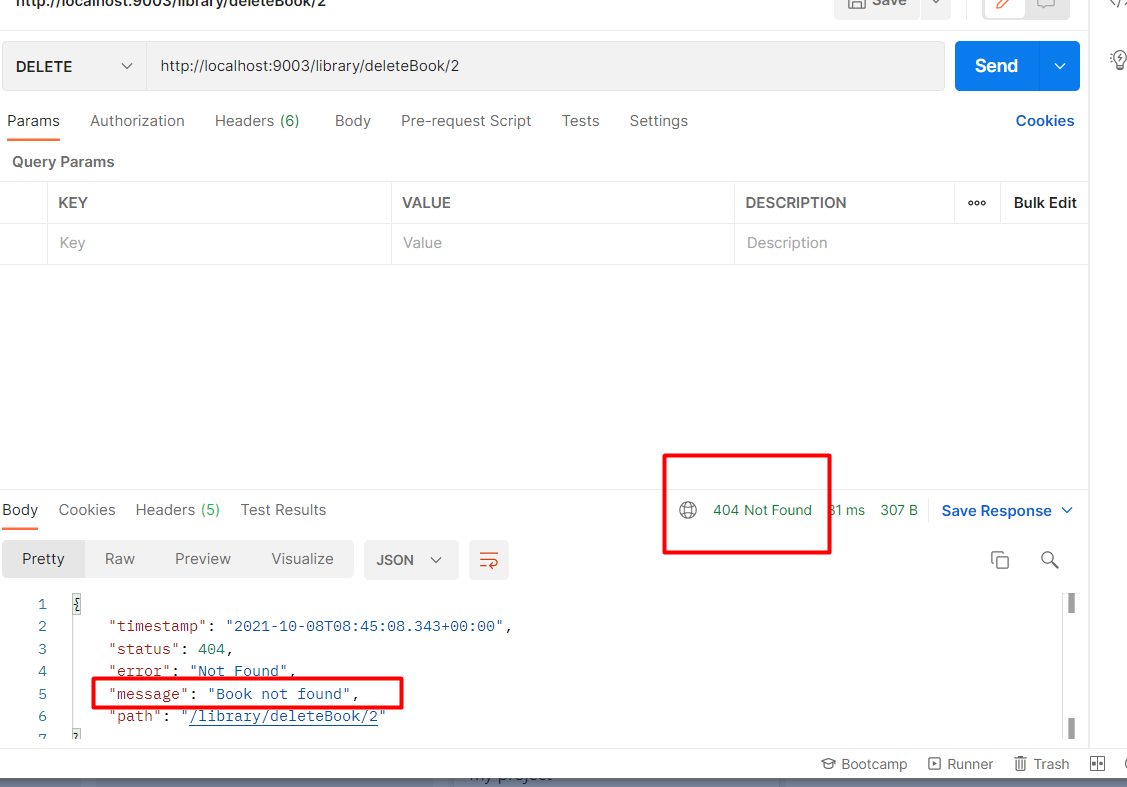 http://localhost:9003/library/deleteBook/2
Save
DELETE http://localhost:9003/library/deleteBook/2 Send
Params Authorization Headers (6) Body Pre-request Script Tests Settings Cookies
Query Params
KEY VALUE DESCRIPTION ooo Bulk Edit
Key Value Description
Body Cookies Headers (5) Test Results 404 Not Found 31 ms 307 B Save Response
Pretty Raw Preview Visualize JSON
1 {
2 "timestamp": "2021-10-08T08:45:08.343+00:00",
3 "status": 404,
4 "error": "Not Found",
5 "message": "Book not found",
6 "path": "/library/deleteBook/2"
7 }
Bootcamp Runner Trash
My project